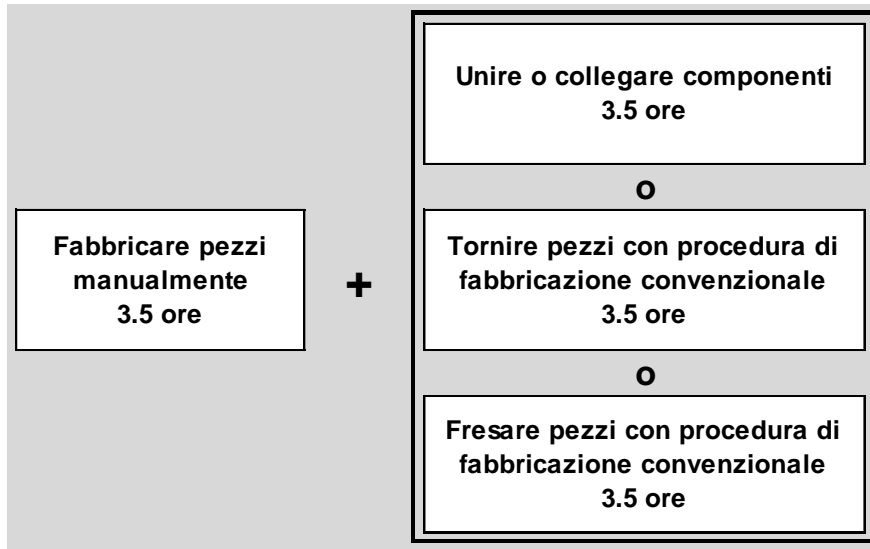 Unire o collegare componenti
3.5 ore
o
Fabbricare pezzi
manualmente
3.5 ore
+
Tornire pezzi con procedura di
fabbricazione convenzionale
3.5 ore
o
Fresare pezzi con procedura di
fabbricazione convenzionale
3.5 ore